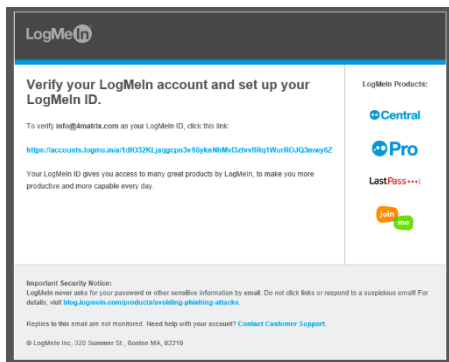 LogMeIn
Verify your LogMeIn account and set up your
LogMeIn ID.
To verify info@4matrix.com as your LogMeIn ID, click this link:
Your LogMeIn ID gives you access to many great products by LogMeIn, to make you more
productive and more capable every day.
LogMeIn Products:
Central
Pro
LastPass
join
me
Important Security Notice:
LogMeIn never asks for your password or other sensitive information by email. Do not click links or respond
to a suspicious email! For
details, visit blog.logmein.com/products/avoiding-phishing-attacks.
Replies to this email are not monitored. Need help with your account? Contact Customer Support.
© LogMeIn Inc, 320 Summer St., Boston MA, 02210